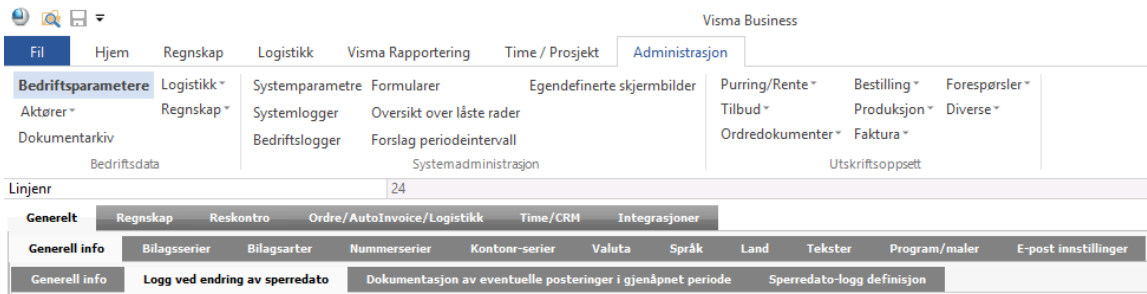 Visma Business
Fil Hjem Regnskap Logistikk Visma Rapportering Time / Prosjekt Administrasjon
Bedriftsparametere Logistikk Systemparametre Formularer Egendefinerte skjermbilder Purring/Rente Bestilling Forespørsler
Aktører Regnskap Systemlogger Oversikt over låste rader Tilbud Produksjon Diverse
Dokumentarkiv Bedriftslogger Forslag periodeintervall Ordredokumenter Faktura
Bedriftsdata Systemadministrasjon Utskriftsoppsett
Linjenr 24
Generelt Regnskap Reskontro Ordre/AutoInvoice/Logistikk Time/CRM Integrasjoner
Generell info Bilagsserier Bilagsarter Nummerserier Kontonr-serier Valuta Språk Land Tekster Program/maler E-post innstillinger
Generell info Logg ved endring av sperredato Dokumentasjon av eventuelle posteringer i gjenåpnet periode Sperredato-logg definisjon